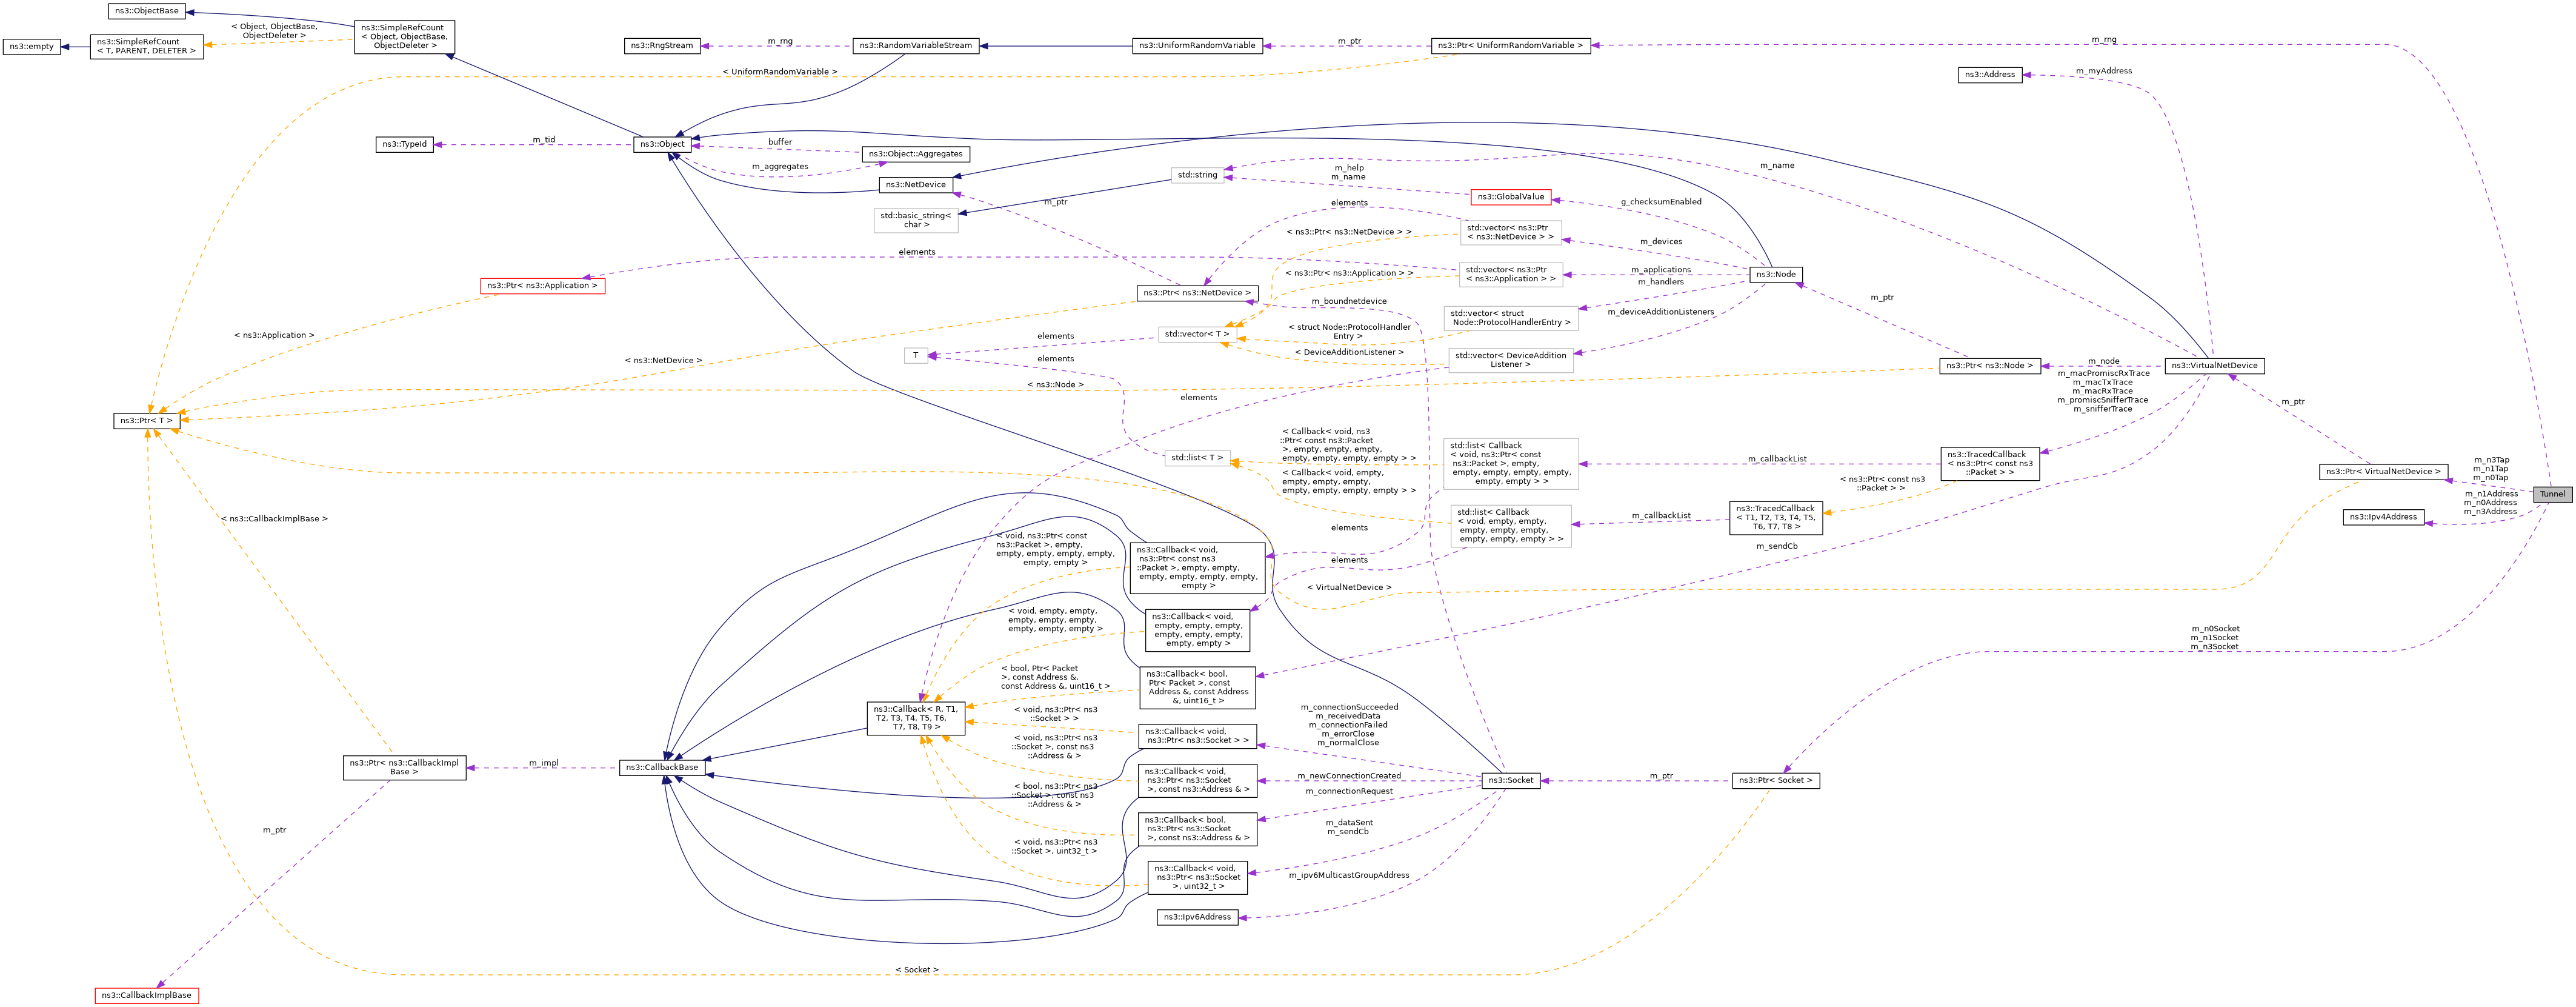 ns3::ObjectBase
ns3::empty
ns3::SimpleRefCount
< T, PARENT, DELETER >
< Object, ObjectBase,
ObjectDeleter >
ns3::SimpleRefCount
< Object, ObjectBase,
ObjectDeleter >
ns3::RngStream
m_rng
ns3::RandomVariableStream
ns3::UniformRandomVariable
m_ptr
ns3::Ptr< UniformRandomVariable >
m_rng
< UniformRandomVariable >
ns3::Address
m_myAddress
ns3::TypeId
m_tid
ns3::Object
buffer
m_aggregates
ns3::Object::Aggregates
ns3::NetDevice
std::string
m_help
m_name
ns3::GlobalValue
m_name
std::basic_string<
char >
m_ptr
elements
g_checksumEnabled
std::vector< ns3::Ptr
< ns3::NetDevice > >
< ns3::Ptr< ns3::NetDevice > >
m_devices
elements
ns3::Ptr< ns3::Application >
< ns3::Ptr< ns3::Application > >
std::vector< ns3::Ptr
< ns3::Application > >
m_applications
ns3::Node
m_handlers
ns3::Ptr< ns3::NetDevice >
m_boundnetdevice
m_ptr
std::vector< struct
Node::ProtocolHandlerEntry >
m_deviceAdditionListeners
< ns3::Application >
std::vector< T >
< struct Node::ProtocolHandler
Entry >
elements
T
elements
< DeviceAdditionListener >
std::vector< DeviceAddition
Listener >
< ns3::NetDevice >
ns3::Ptr< ns3::Node >
m_node
ns3::VirtualNetDevice
< ns3::Node >
m_macPromiscRxTrace
m_macTxTrace
m_macRxTrace
m_promiscSnifferTrace
m_snifferTrace
elements
m_ptr
ns3::Ptr< T >
< Callback< void, ns3
::Ptr< const ns3::Packet
>, empty, empty, empty,
empty, empty, empty, empty > >
std::list< T >
std::list< Callback
< void, ns3::Ptr< const
ns3::Packet >, empty,
empty, empty, empty, empty,
empty, empty > >
m_callbackList
ns3::TracedCallback
< ns3::Ptr< const ns3
::Packet > >
ns3::Ptr< VirtualNetDevice >
m_n3Tap
m_n1Tap
m_n0Tap
Tunnel
< Callback< void, empty,
empty, empty, empty,
empty, empty, empty, empty > >
< ns3::Ptr< const ns3
::Packet > >
m_n1Address
m_n0Address
m_n3Address
ns3::Ipv4Address
< ns3::CallbackImplBase >
elements
std::list< Callback
< void, empty, empty,
empty, empty, empty,
empty, empty, empty > >
m_callbackList
ns3::TracedCallback
< T1, T2, T3, T4, T5,
T6, T7, T8 >
< void, ns3::Ptr< const
ns3::Packet >, empty,
empty, empty, empty, empty,
empty, empty >
ns3::Callback< void,
ns3::Ptr< const ns3
::Packet >, empty, empty,
empty, empty, empty, empty,
empty >
elements
m_sendCb
< VirtualNetDevice >
< void, empty, empty,
empty, empty, empty,
empty, empty, empty >
ns3::Callback< void,
empty, empty, empty,
empty, empty, empty,
empty, empty >
m_n0Socket
m_n1Socket
m_n3Socket
< bool, Ptr< Packet
>, const Address &,
const Address &, uint16_t >
ns3::Callback< bool,
Ptr< Packet >, const
Address &, const Address
&, uint16_t >
ns3::Callback< R, T1,
T2, T3, T4, T5, T6,
T7, T8, T9 >
< void, ns3::Ptr< ns3
::Socket > >
ns3::Callback< void,
ns3::Ptr< ns3::Socket > >
m_connectionSucceeded
m_receivedData
m_connectionFailed
m_errorClose
m_normalClose
< void, ns3::Ptr< ns3
::Socket >, const ns3
::Address & >
ns3::Ptr< ns3::CallbackImpl
Base >
m_impl
ns3::CallbackBase
ns3::Callback< void,
ns3::Ptr< ns3::Socket
>, const ns3::Address & >
m_newConnectionCreated
ns3::Socket
m_ptr
ns3::Ptr< Socket >
< bool, ns3::Ptr< ns3
::Socket >, const ns3
::Address & >
m_connectionRequest
ns3::Callback< bool,
ns3::Ptr< ns3::Socket
>, const ns3::Address & >
m_ptr
m_dataSent
m_sendCb
< void, ns3::Ptr< ns3
::Socket >, uint32_t >
ns3::Callback< void,
ns3::Ptr< ns3::Socket
>, uint32_t >
m_ipv6MulticastGroupAddress
ns3::Ipv6Address
< Socket >
ns3::CallbackImplBase